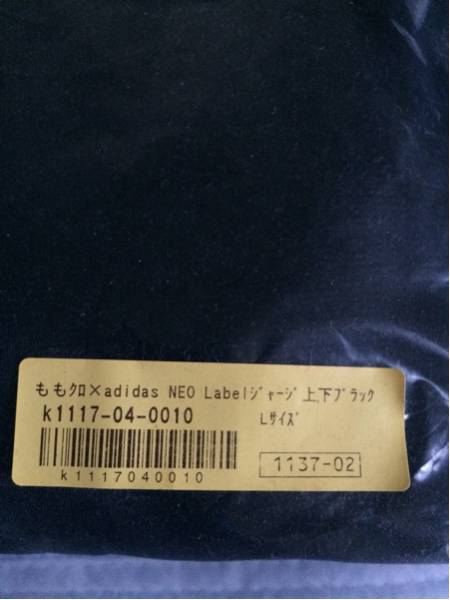 ももｸﾛ×adidas NEO Labelｼﾞｬｰｼﾞ上,下ﾌﾞﾗｯｸ
k1117-04-0010
Lｻｲｽﾞ
k1117040010
1137-02